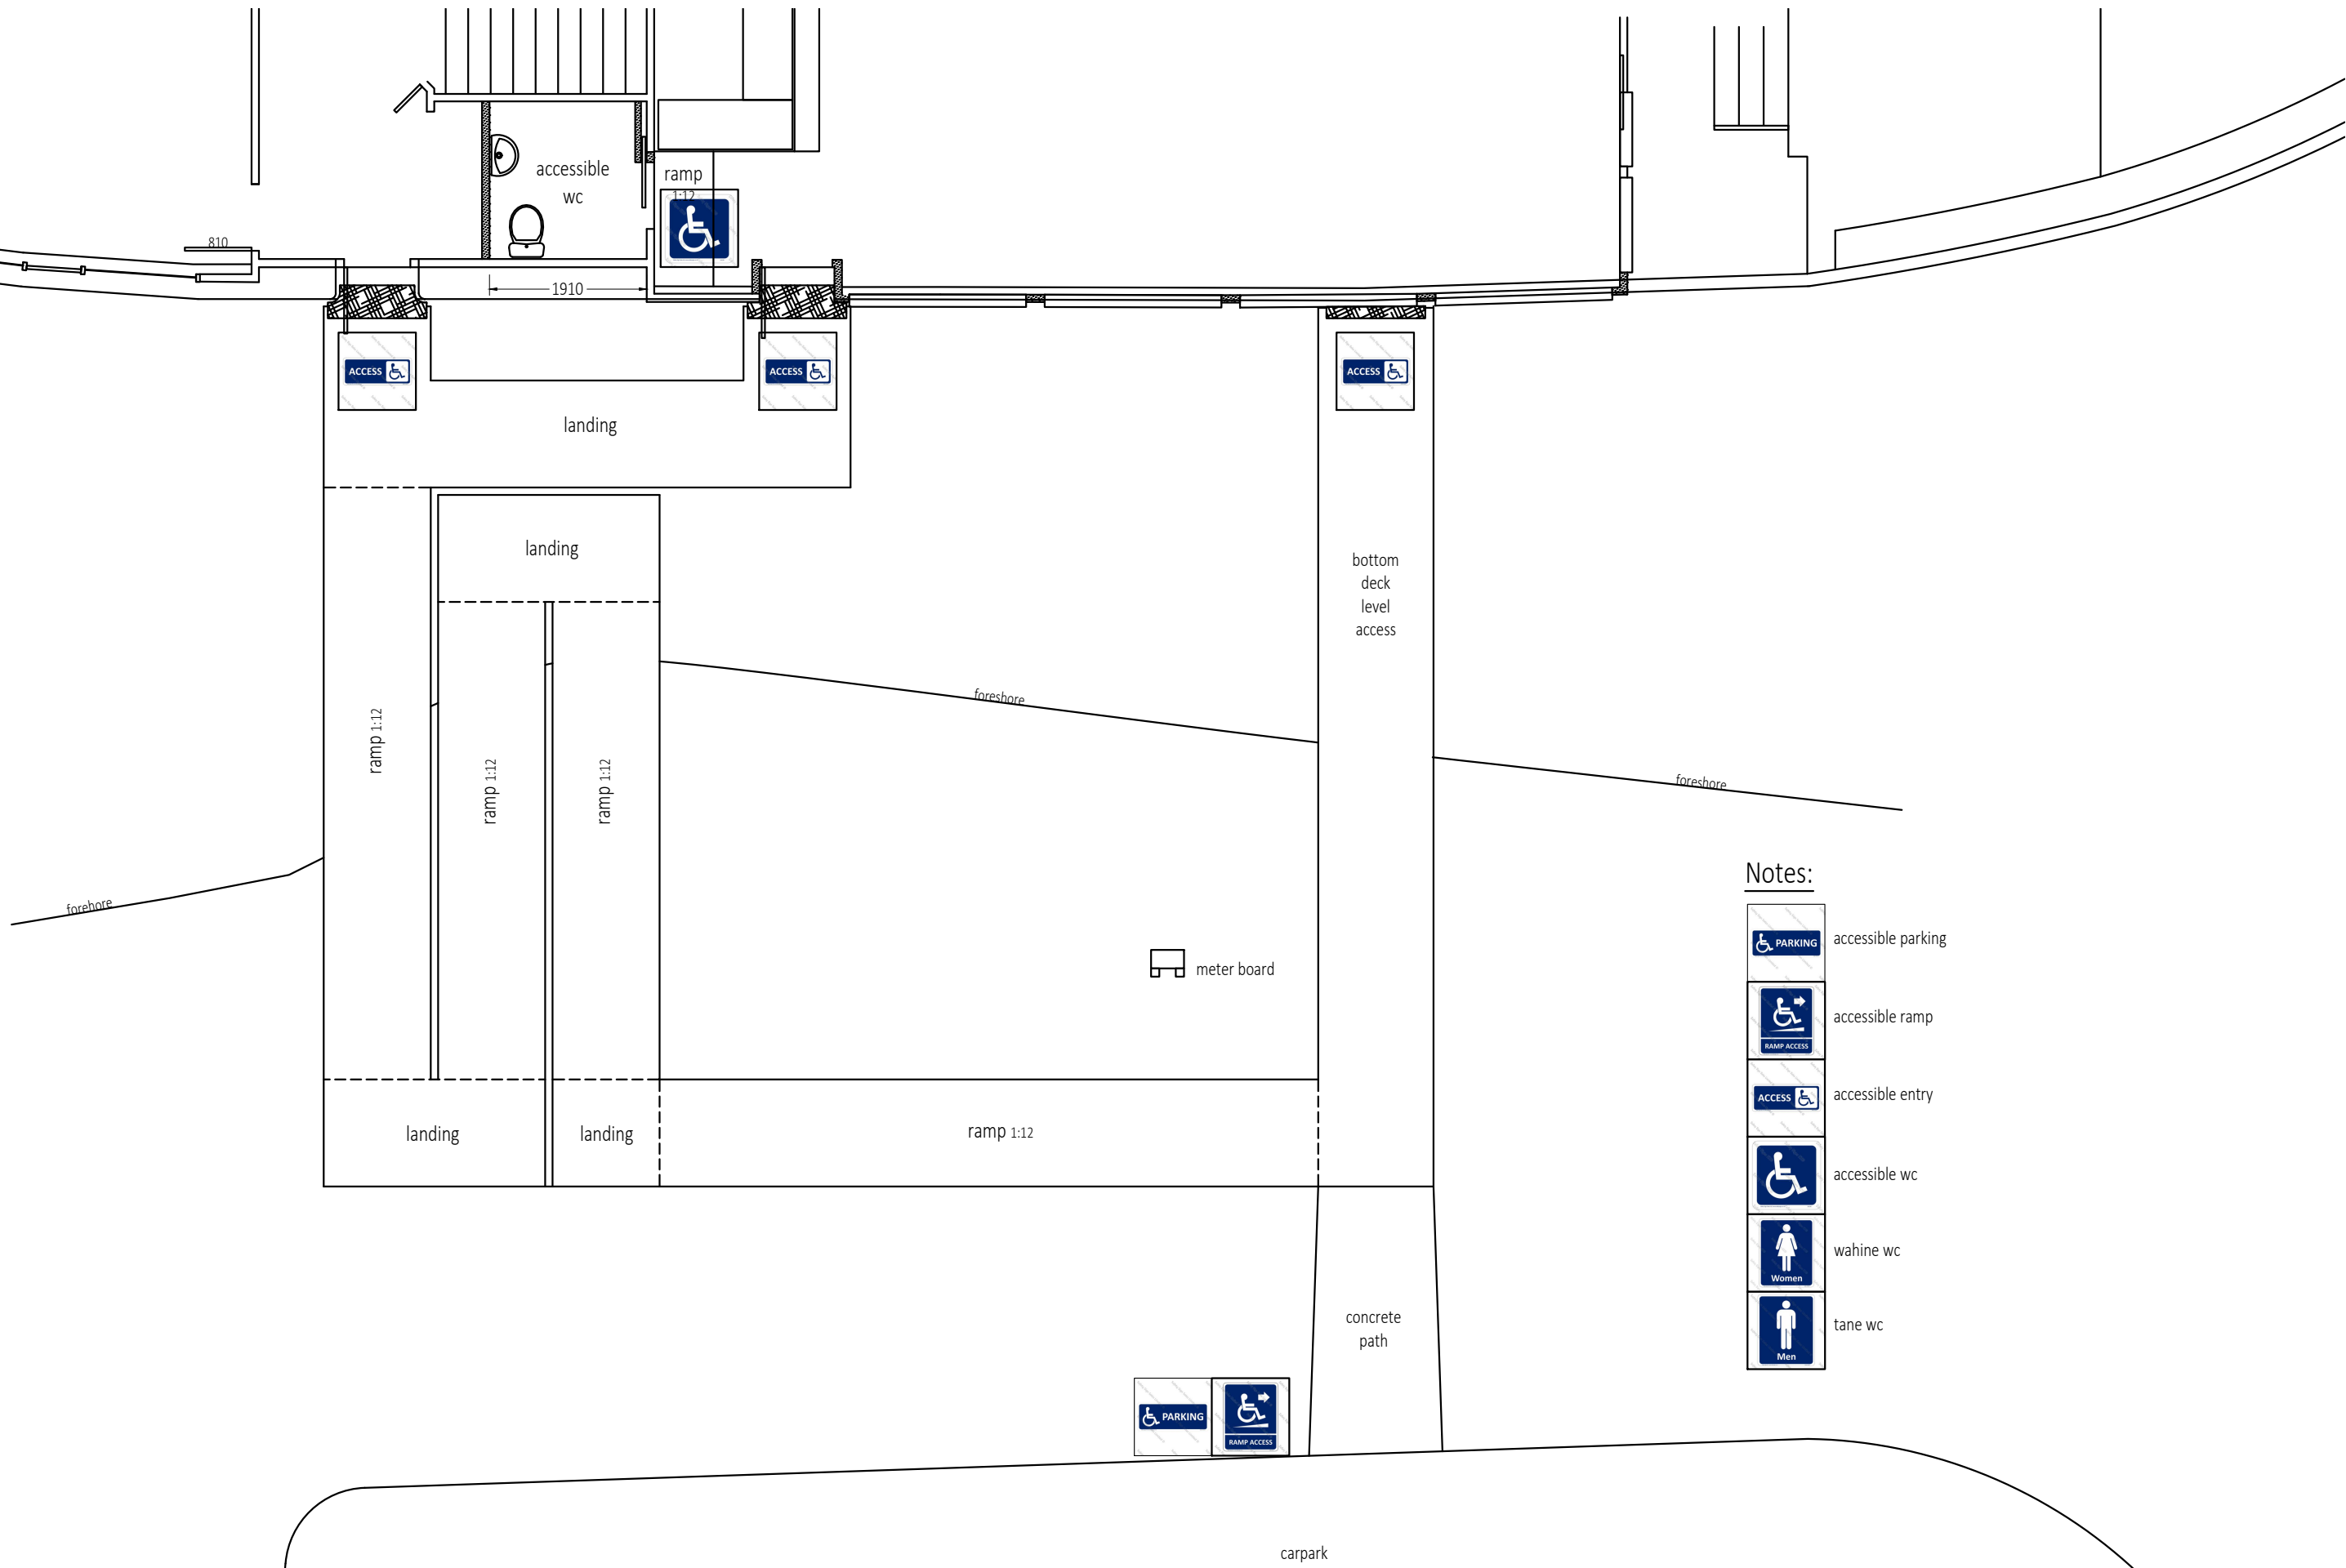 accessible
wc
ramp
1:12
810
1910
ACCESS
ACCESS
ACCESS
landing
landing
bottom
deck
level
access
foreshore
ramp 1:12
ramp 1:12
ramp 1:12
foreshore
forehore
Notes:
PARKING
accessible parking
RAMP ACCESS
accessible ramp
ACCESS
accessible entry
accessible wc
Women
wahine wc
Men
tane wc
meter board
landing
landing
ramp 1:12
concrete
path
PARKING
RAMP ACCESS
carpark